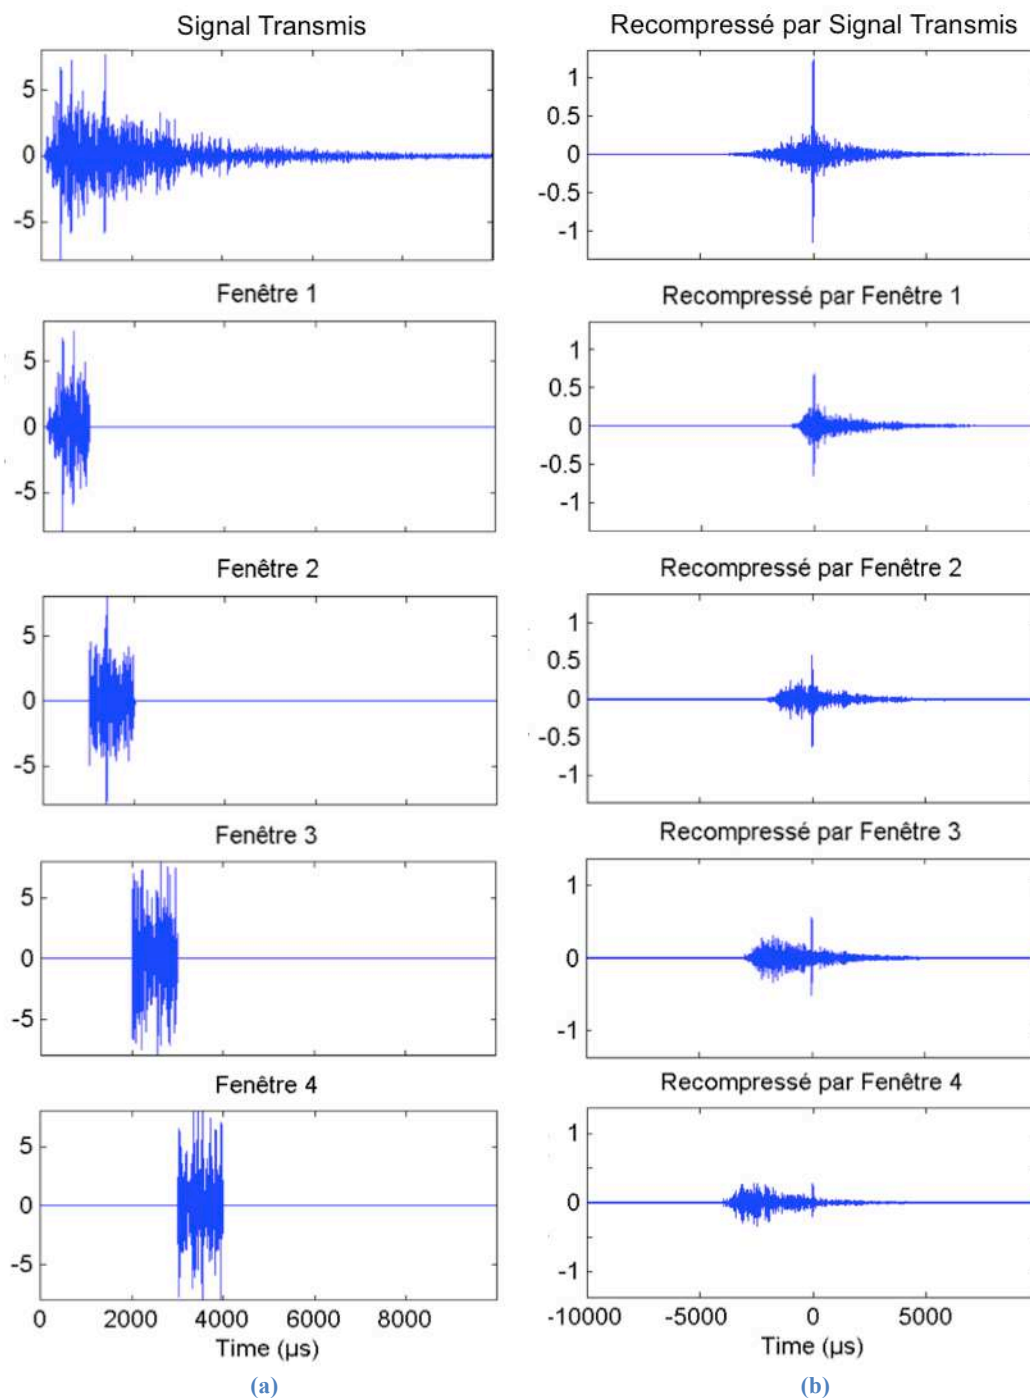 Signal Transmis
5
0
-5
Recompressé par Signal Transmis
1
0.5
0
-0.5
-1
Fenêtre 1
5
0
-5
Recompressé par Fenêtre 1
1
0.5
0
-0.5
-1
Fenêtre 2
5
0
-5
Recompressé par Fenêtre 2
1
0.5
0
-0.5
-1
Fenêtre 3
5
0
-5
Recompressé par Fenêtre 3
1
0
-1
Fenêtre 4
5
0
-5
0 2000 4000 6000 8000
Time (µs)
(a)
Recompressé par Fenêtre 4
1
0
-1
-10000 -5000 0 5000
Time (µs)
(b)